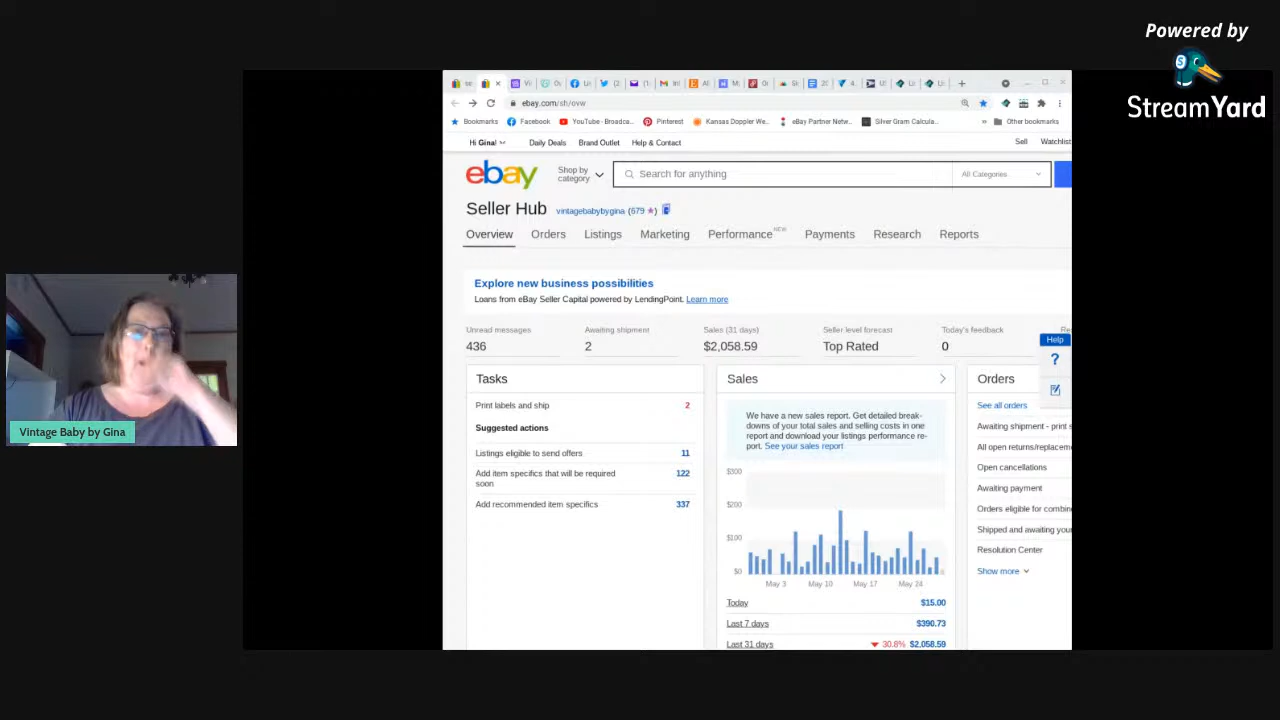 Powered by
StreamYard
ebay.com/sh/ovw
Bookmarks Facebook YouTube - Broadca... Pinterest Kansas Doppler We... eBay Partner Netw... Silver Gram Calcula... » Other bookmarks
Hi Gina! Daily Deals Brand Outlet Help & Contact Sell Watchlist
ebay Shop by category Search for anything All Categories
Seller Hub vintagebabybygina (679 ★)
Overview Orders Listings Marketing Performance NEW Payments Research Reports
Explore new business possibilities
Loans from eBay Seller Capital powered by LendingPoint. Learn more
Unread messages Awaiting shipment Sales (31 days) Seller level forecast Today's feedback
436 2 $2,058.59 Top Rated 0
Help
?
Tasks
Print labels and ship 2
Suggested actions
Listings eligible to send offers 11
Add item specifics that will be required
soon 122
Add recommended item specifics 337
Sales
We have a new sales report. Get detailed break-
downs of your total sales and selling costs in one
report and download your listings performance re-
port. See your sales report
$300
$200
$100
$0
May 3 May 10 May 17 May 24
Today $15.00
Last 7 days $390.73
Last 31 days 30.8% $2,058.59
Orders
See all orders
Awaiting shipment - print s
All open returns/replacem
Open cancellations
Awaiting payment
Orders eligible for combin
Shipped and awaiting your
Resolution Center
Show more
Vintage Baby by Gina